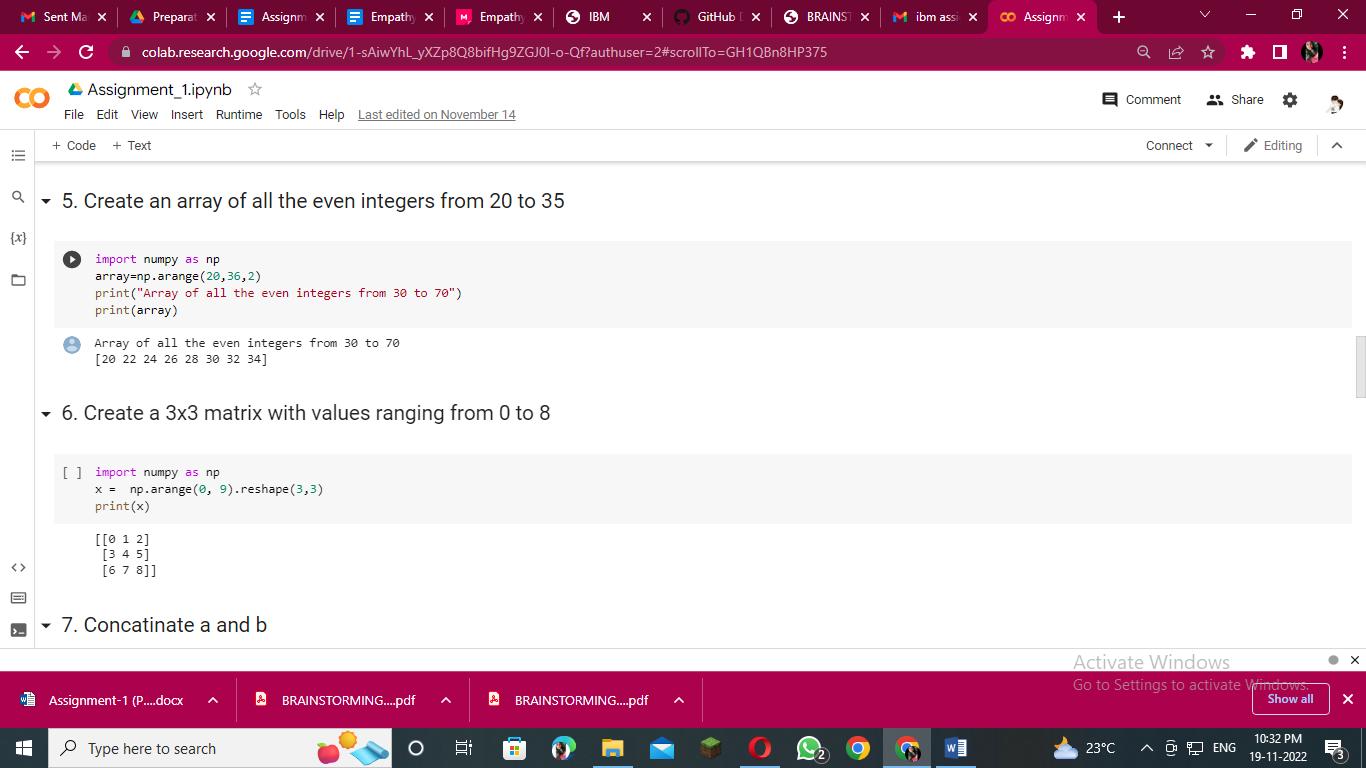 Sent Ma
Preparat
Assignm
Empathy
Empathy
IBM
GitHub
BRAINST
ibm assi
Assignm
colab.research.google.com/drive/1-sAiwYhL_yXZp8Q8bifHg9ZGJ0l-o-Qf?authuser=2#scrollTo=GH1QBn8HP375
CO Assignment_1.ipynb
File Edit View Insert Runtime Tools Help Last edited on November 14
Comment Share
+ Code + Text
Connect Editing
5. Create an array of all the even integers from 20 to 35
{x}
import numpy as np
array=np.arange(20,36,2)
print("Array of all the even integers from 30 to 70")
print(array)
Array of all the even integers from 30 to 70
[20 22 24 26 28 30 32 34]
6. Create a 3x3 matrix with values ranging from 0 to 8
[ ] import numpy as np
x =  np.arange(0, 9).reshape(3,3)
print(x)
[[0 1 2]
[3 4 5]
[6 7 8]]
7. Concatinate a and b
Activate Windows
Go to Settings to activate Windows.
Assignment-1 (P....docx
BRAINSTORMING....pdf
BRAINSTORMING....pdf
Show all
Type here to search
2
23°C
ENG
10:32 PM
19-11-2022
3